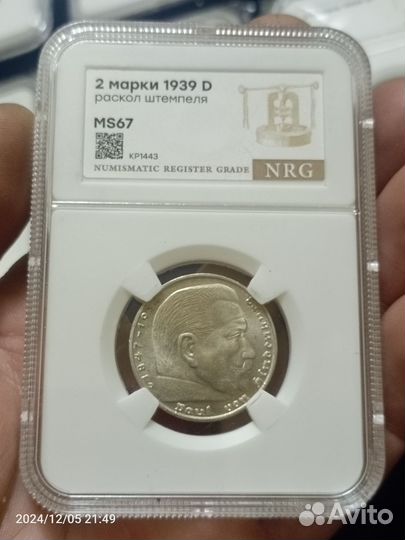 2 марки 1939 D
раскол штемпеля
MS67
KP1443
NUMISMATIC REGISTER GRADE
NRG
Paul von Hinde
2024/12/05 21:49
Avito